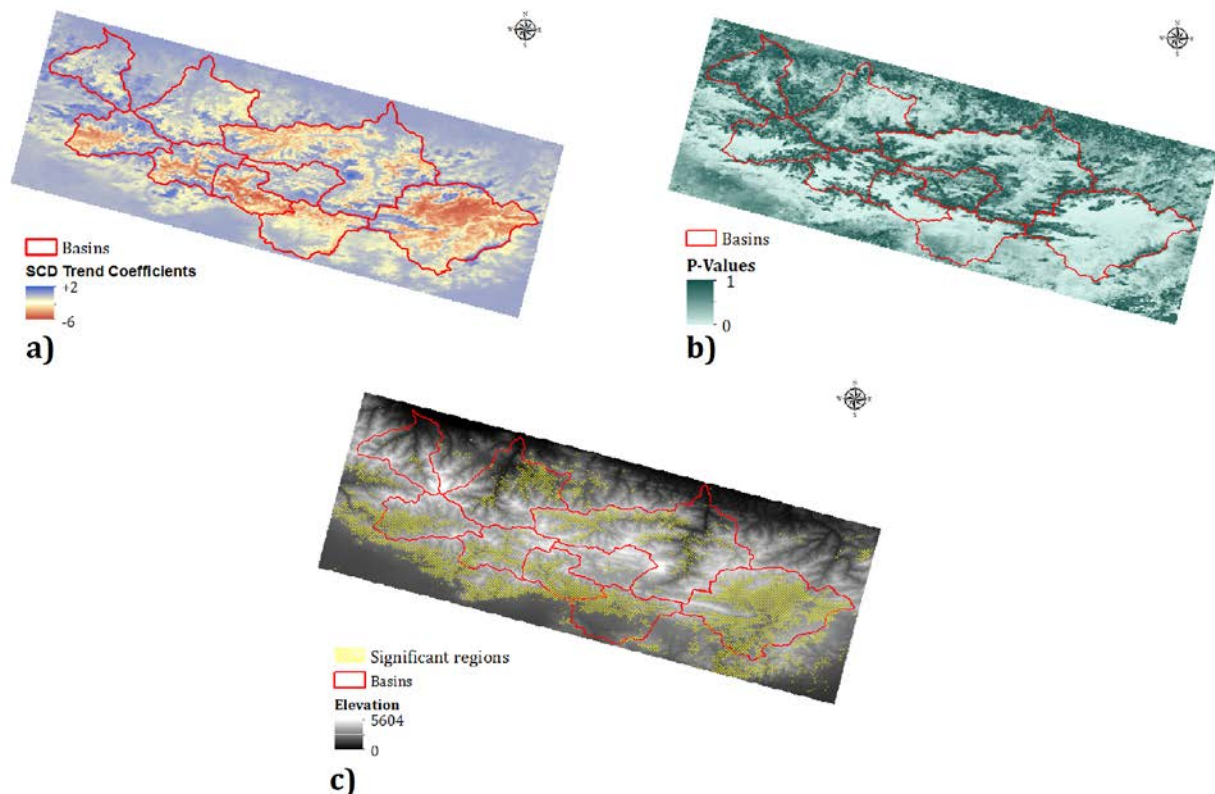 N
W E
S
Basins
SCD Trend Coefficients
+2
-6
a)
N
W E
S
Basins
P-Values
1
0
b)
N
W E
S
Significant regions
Basins
Elevation
5604
0
c)